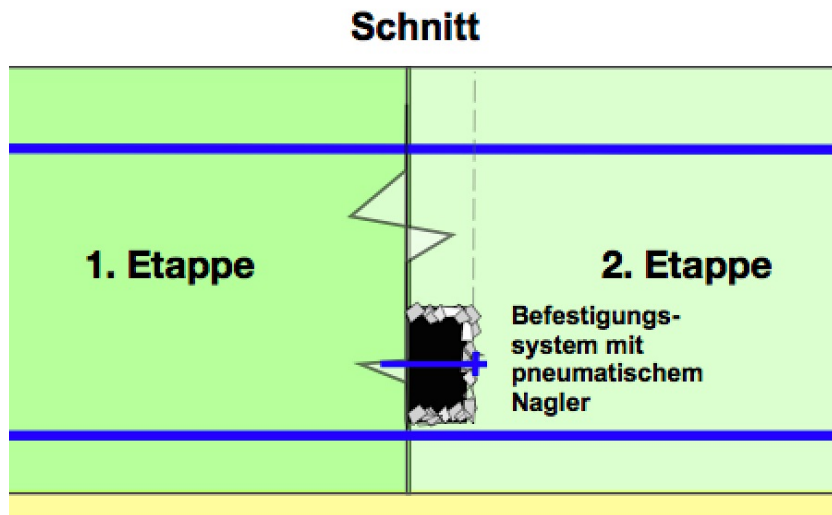 Schnitt
1. Etappe
2. Etappe
Befestigungs-
system mit
pneumatischem
Nagler